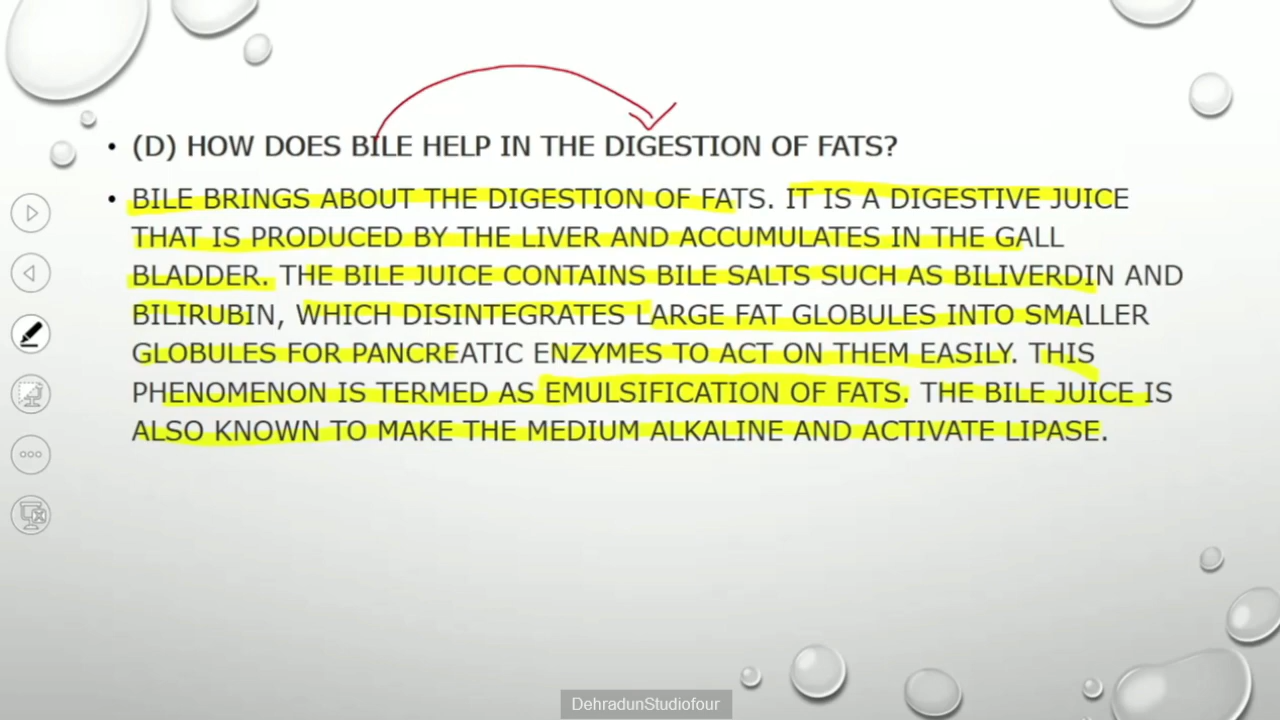 • (D) HOW DOES BILE HELP IN THE DIGESTION OF FATS?
• BILE BRINGS ABOUT THE DIGESTION OF FATS. IT IS A DIGESTIVE JUICE
THAT IS PRODUCED BY THE LIVER AND ACCUMULATES IN THE GALL
BLADDER. THE BILE JUICE CONTAINS BILE SALTS SUCH AS BILIVERDIN AND
BILIRUBIN, WHICH DISINTEGRATES LARGE FAT GLOBULES INTO SMALLER
GLOBULES FOR PANCREATIC ENZYMES TO ACT ON THEM EASILY. THIS
PHENOMENON IS TERMED AS EMULSIFICATION OF FATS. THE BILE JUICE IS
ALSO KNOWN TO MAKE THE MEDIUM ALKALINE AND ACTIVATE LIPASE.
DehradunStudiofour